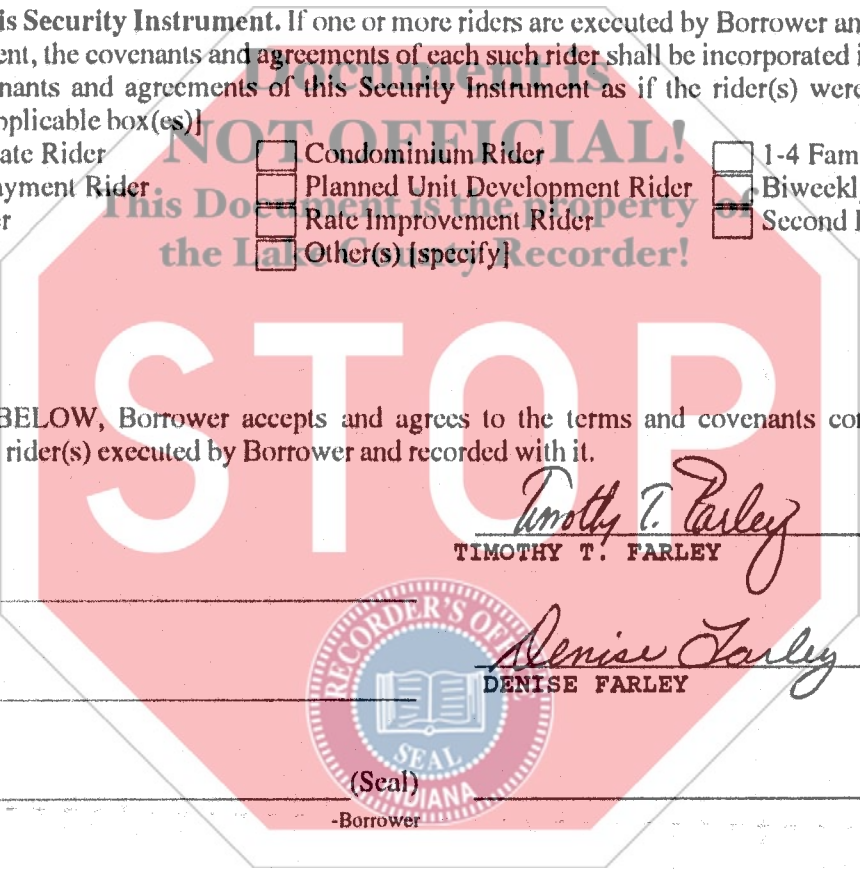 is Security Instrument. If one or more riders are executed by Borrower an
ent, the covenants and agreements of each such rider shall be incorporated i
nants and agreements of this Security Instrument as if the rider(s) were
pplicable box(es)]
ate Rider Condominium Rider 1-4 Fam
ayment Rider Planned Unit Development Rider Biweekl
r Rate Improvement Rider Second
Other(s) [specify]
Document is
NOT OFFICIAL!
This Document is the property of
the Lake County Recorder!
STOP
BELOW, Borrower accepts and agrees to the terms and covenants con
rider(s) executed by Borrower and recorded with it.
Timothy T. Farley
TIMOTHY T. FARLEY
Denise Farley
DENISE FARLEY
RECORDER'S OFFICE
SEAL
INDIANA
(Seal)
-Borrower